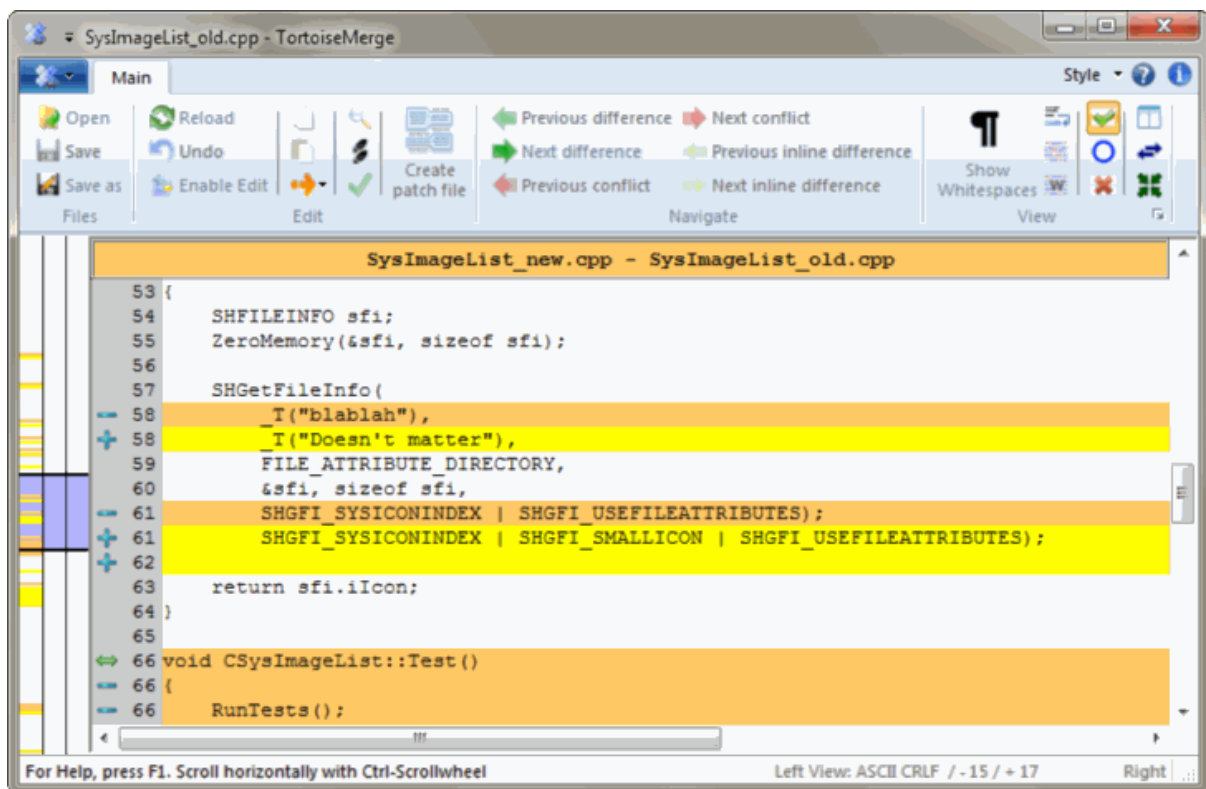 SysImageList_old.cpp - TortoiseMerge
Main
Style
Open
Save
Save as
Files
Reload
Undo
Enable Edit
Create
patch file
Edit
Previous difference
Next conflict
Next difference
Previous inline difference
Previous conflict
Next inline difference
Navigate
¶
Show
Whitespaces
W
View
SysImageList_new.cpp - SysImageList_old.cpp
53 {
54 SHFILEINFO sfi;
55 ZeroMemory(&sfi, sizeof sfi);
56
57 SHGetFileInfo(
58 _T("blablah"),
58 _T("Doesn't matter"),
59 FILE_ATTRIBUTE_DIRECTORY,
60 &sfi, sizeof sfi,
61 SHGFI_SYSICONINDEX | SHGFI_USEFILEATTRIBUTES);
61 SHGFI_SYSICONINDEX | SHGFI_SMALLICON | SHGFI_USEFILEATTRIBUTES);
62
63 return sfi.iIcon;
64 }
65
66 void CSysImageList::Test()
66 {
66 RunTests();
For Help, press F1. Scroll horizontally with Ctrl-Scrollwheel
Left View: ASCII CRLF / - 15 / + 17
Right